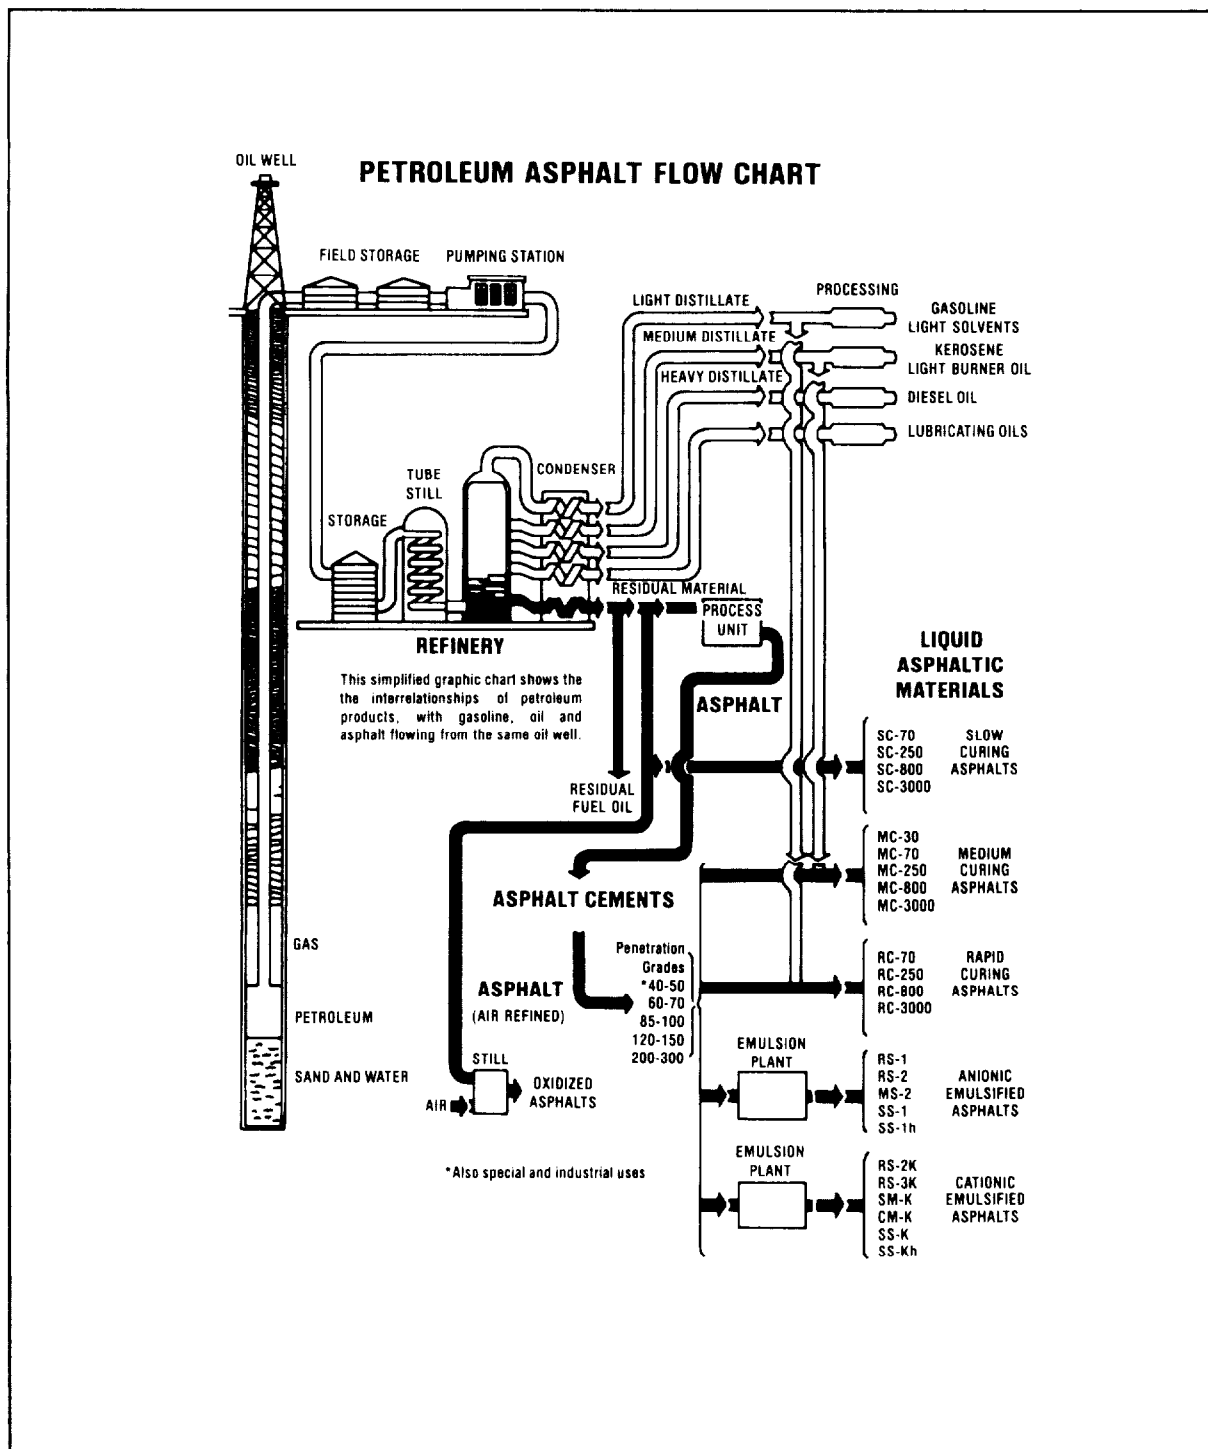 OIL WELL
PETROLEUM ASPHALT FLOW CHART
FIELD STORAGE
PUMPING STATION
LIGHT DISTILLATE
PROCESSING
GASOLINE
LIGHT SOLVENTS
MEDIUM DISTILLATE
KEROSENE
LIGHT BURNER OIL
HEAVY DISTILLATE
DIESEL OIL
LUBRICATING OILS
TUBE
STILL
CONDENSER
STORAGE
RESIDUAL MATERIAL
PROCESS
UNIT
REFINERY
This simplified graphic chart shows the
the interrelationships of petroleum
products, with gasoline, oil and
asphalt flowing from the same oil well.
ASPHALT
LIQUID
ASPHALTIC
MATERIALS
RESIDUAL
FUEL OIL
SC-70 SLOW
SC-250 CURING
SC-800 ASPHALTS
SC-3000
MC-30
MC-70 MEDIUM
MC-250 CURING
MC-800 ASPHALTS
MC-3000
ASPHALT CEMENTS
GAS
PETROLEUM
SAND AND WATER
ASPHALT
(AIR REFINED)
Penetration
Grades
*40-50
60-70
85-100
120-150
200-300
RC-70 RAPID
RC-250 CURING
RC-800 ASPHALTS
RC-3000
STILL
AIR
OXIDIZED
ASPHALTS
EMULSION
PLANT
RS-1
RS-2 ANIONIC
MS-2 EMULSIFIED
SS-1 ASPHALTS
SS-1h
*Also special and industrial uses
EMULSION
PLANT
RS-2K
RS-3K CATIONIC
SM-K EMULSIFIED
CM-K ASPHALTS
SS-K
SS-Kh